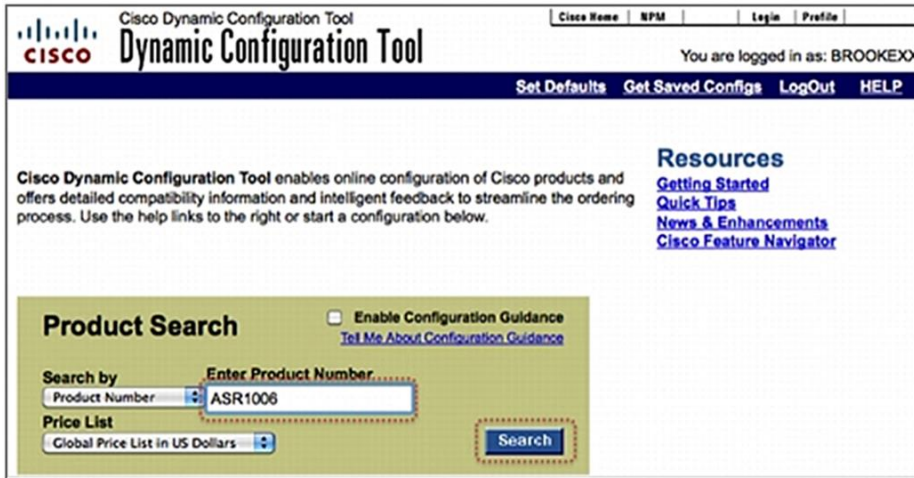 Cisco Dynamic Configuration Tool
Cisco Home NPM Login Profile
CISCO
Dynamic Configuration Tool
You are logged in as: BROOKEXX
Set Defaults Get Saved Configs LogOut HELP
Cisco Dynamic Configuration Tool enables online configuration of Cisco products and
offers detailed compatibility information and intelligent feedback to streamline the ordering
process. Use the help links to the right or start a configuration below.
Resources
Getting Started
Quick Tips
News & Enhancements
Cisco Feature Navigator
Product Search
Enable Configuration Guidance
Tell Me About Configuration Guidance
Search by
Enter Product Number
Product Number
ASR1006
Price List
Global Price List in US Dollars
Search